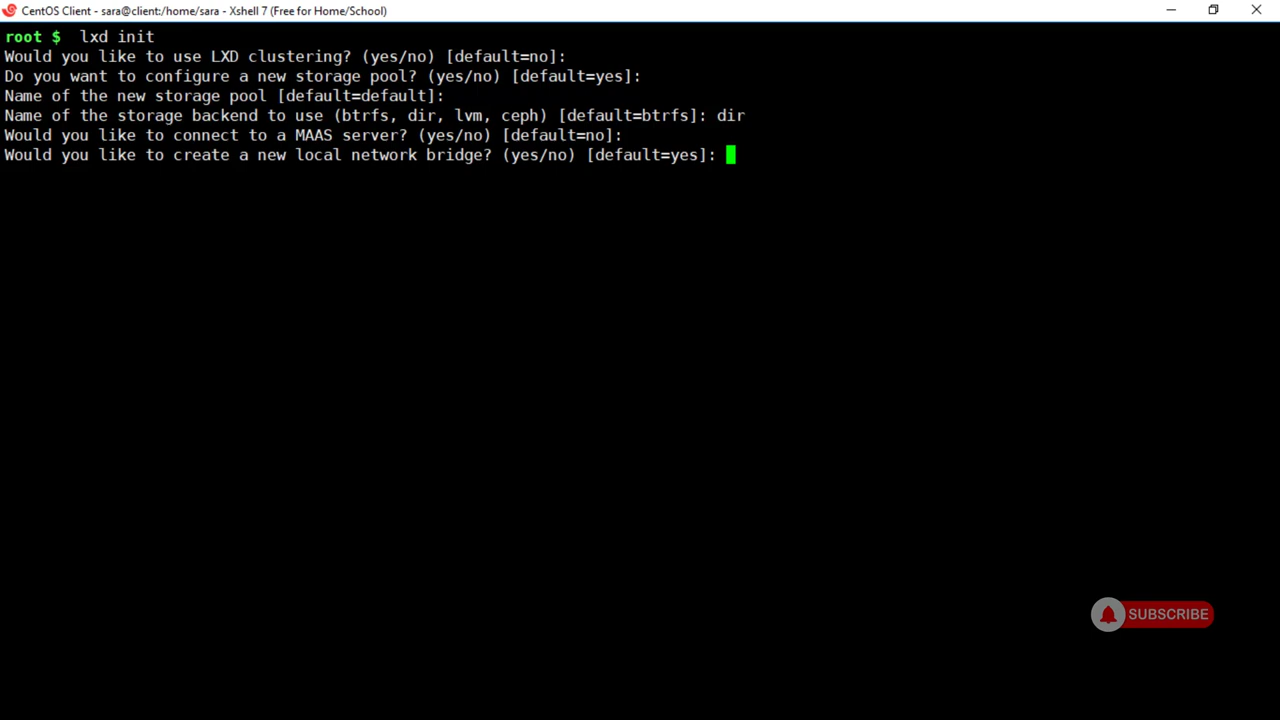 CentOS Client - sara@client:/home/sara - Xshell 7 (Free for Home/School)
root $  lxd init
Would you like to use LXD clustering? (yes/no) [default=no]:
Do you want to configure a new storage pool? (yes/no) [default=yes]:
Name of the new storage pool [default=default]:
Name of the storage backend to use (btrfs, dir, lvm, ceph) [default=btrfs]: dir
Would you like to connect to a MAAS server? (yes/no) [default=no]:
Would you like to create a new local network bridge? (yes/no) [default=yes]:
SUBSCRIBE